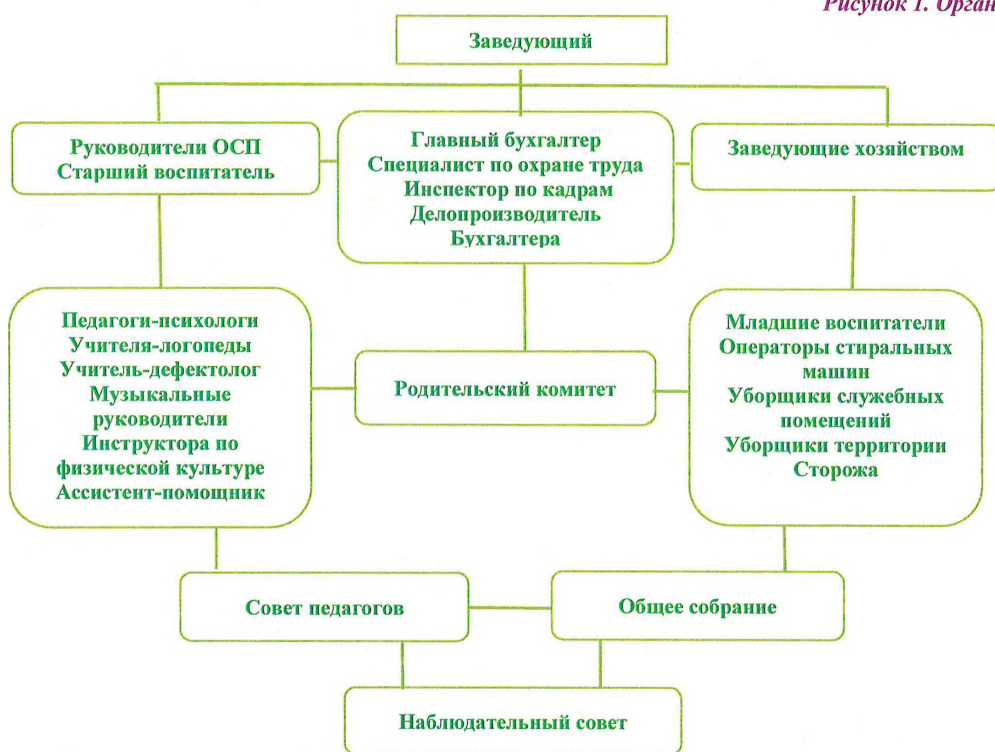 Рисунок 1. Орган
Заведующий
Руководители ОСП
Старший воспитатель
Главный бухгалтер
Специалист по охране труда
Инспектор по кадрам
Делопроизводитель
Бухгалтера
Заведующие хозяйством
Педагоги-психологи
Учителя-логопеды
Учитель-дефектолог
Музыкальные
руководители
Инструктора по
физической культуре
Ассистент-помощник
Родительский комитет
Младшие воспитатели
Операторы стиральных
машин
Уборщики служебных
помещений
Уборщики территории
Сторожа
Совет педагогов
Общее собрание
Наблюдательный совет